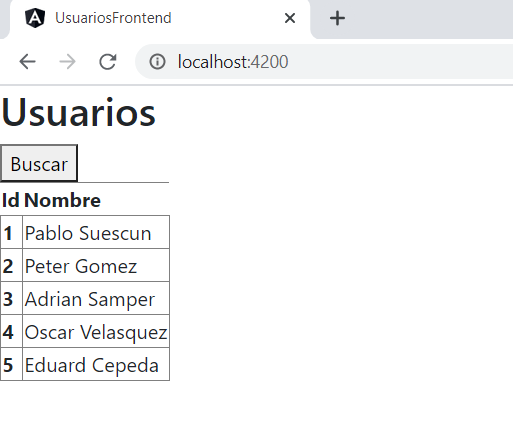 UsuariosFrontend
localhost:4200
Usuarios
Buscar
Id Nombre
1 Pablo Suescun
2 Peter Gomez
3 Adrian Samper
4 Oscar Velasquez
5 Eduard Cepeda